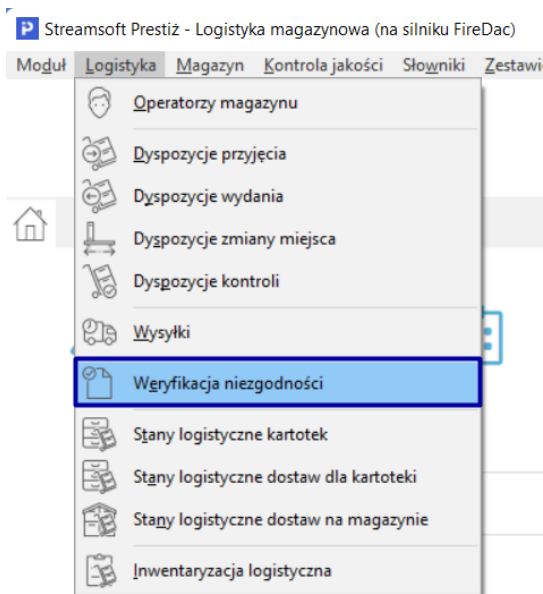 Streamsoft Prestiż - Logistyka magazynowa (na silniku FireDac)
Moduł Logistyka Magazyn Kontrola jakości Słowniki Zestawi
Operatorzy magazynu
Dyspozycje przyjęcia
Dyspozycje wydania
Dyspozycje zmiany miejsca
Dyspozycje kontroli
Wysyłki
Weryfikacja niezgodności
Stany logistyczne kartotek
Stany logistyczne dostaw dla kartoteki
Stany logistyczne dostaw na magazynie
Inwentaryzacja logistyczna